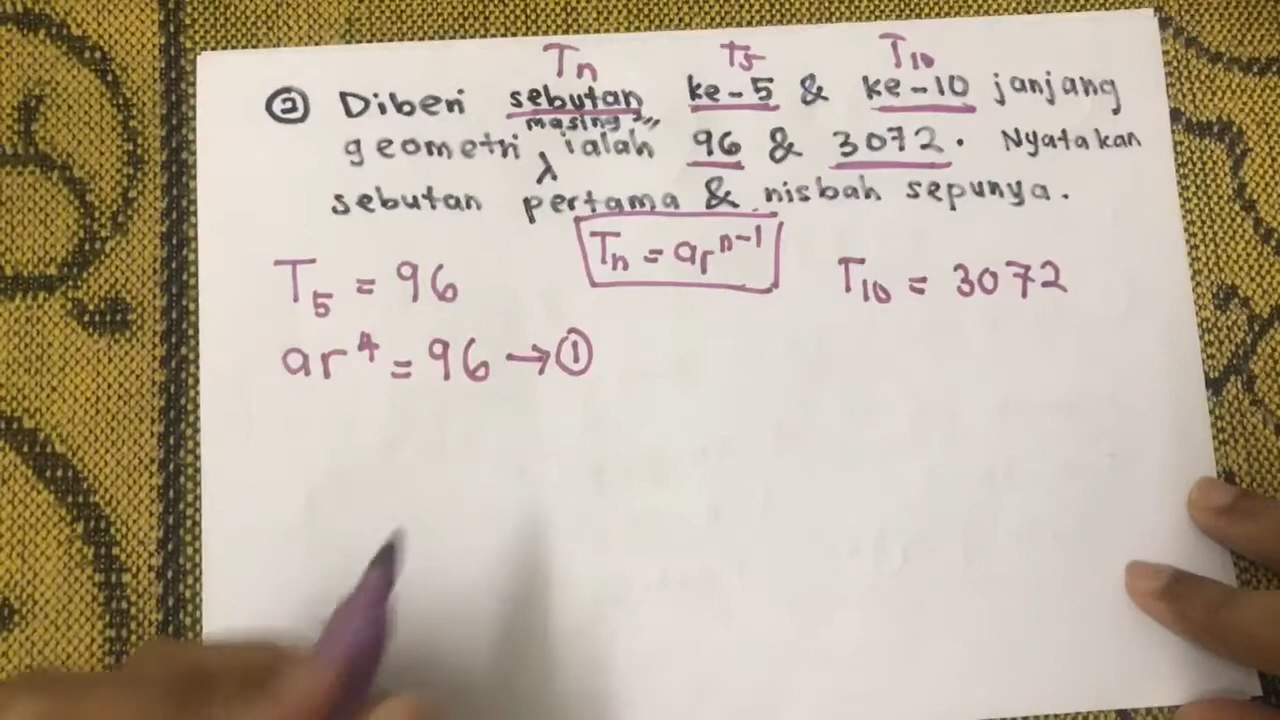 Tn T5 T10
② Diberi sebutan ke-5 & ke-10 janjang
masing²
geometri ialah 96 & 3072. Nyatakan
sebutan pertama & nisbah sepunya.
Tn = ar^n-1
T5 = 96 T10 = 3072
ar^4 = 96 → ①